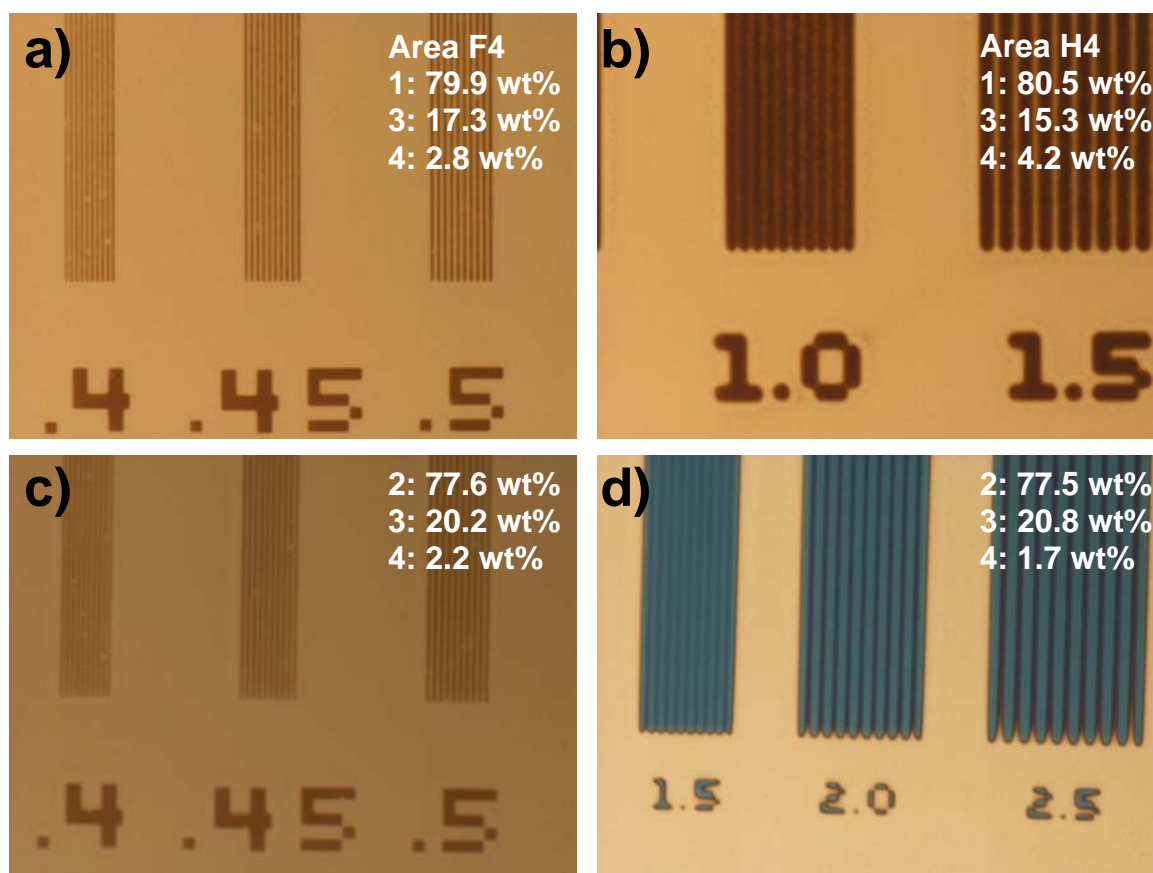 a)
Area F4
1: 79.9 wt%
3: 17.3 wt%
4: 2.8 wt%
.4 .45 .5
b)
Area H4
1: 80.5 wt%
3: 15.3 wt%
4: 4.2 wt%
1.0 1.5
c)
2: 77.6 wt%
3: 20.2 wt%
4: 2.2 wt%
.4 .45 .5
d)
2: 77.5 wt%
3: 20.8 wt%
4: 1.7 wt%
1.5 2.0 2.5